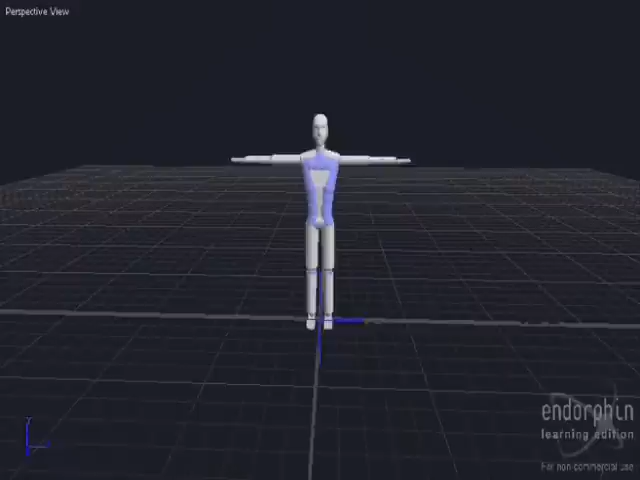 Perspective View
endorphin
learning edition
For non-commercial use